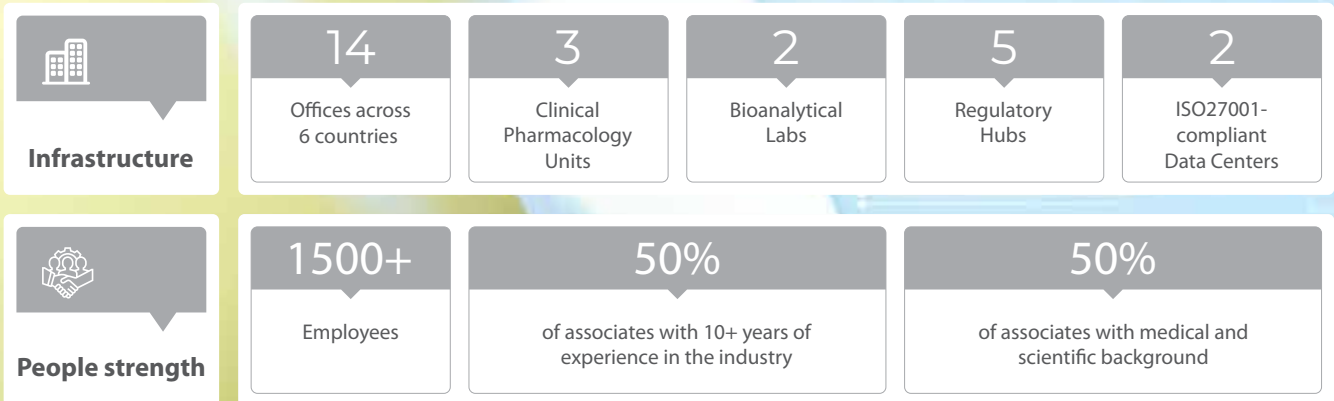 Infrastructure
14
Offices across
6 countries
3
Clinical
Pharmacology
Units
2
Bioanalytical
Labs
5
Regulatory
Hubs
2
ISO27001-
compliant
Data Centers
People strength
1500+
Employees
50%
of associates with 10+ years of
experience in the industry
50%
of associates with medical and
scientific background